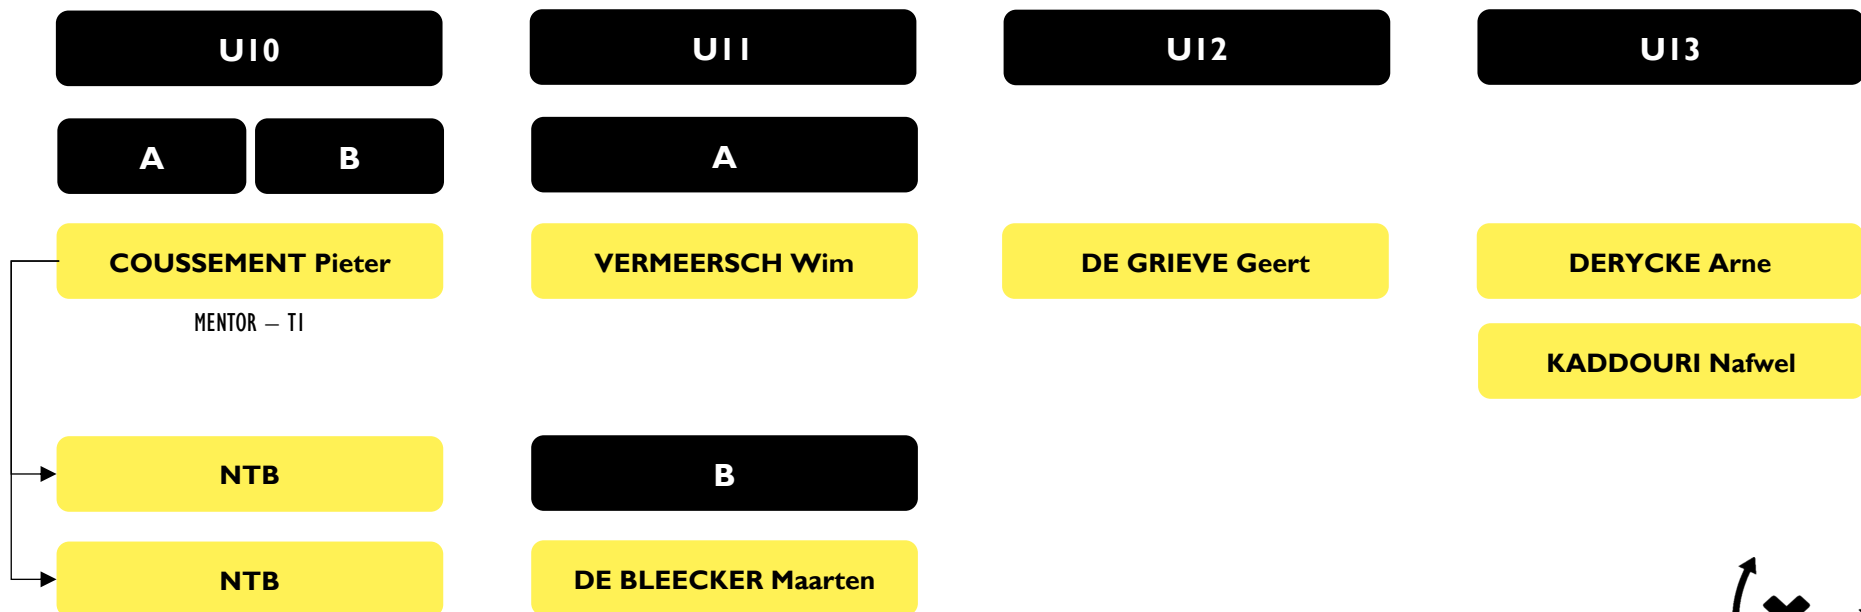 U10
U11
U12
U13
A
B
A
COUSSEMENT Pieter
VERMEERSCH Wim
DE GRIEVE Geert
DERYCKE Arne
MENTOR – T1
KADDOURI Nafwel
NTB
B
NTB
DE BLEECKER Maarten